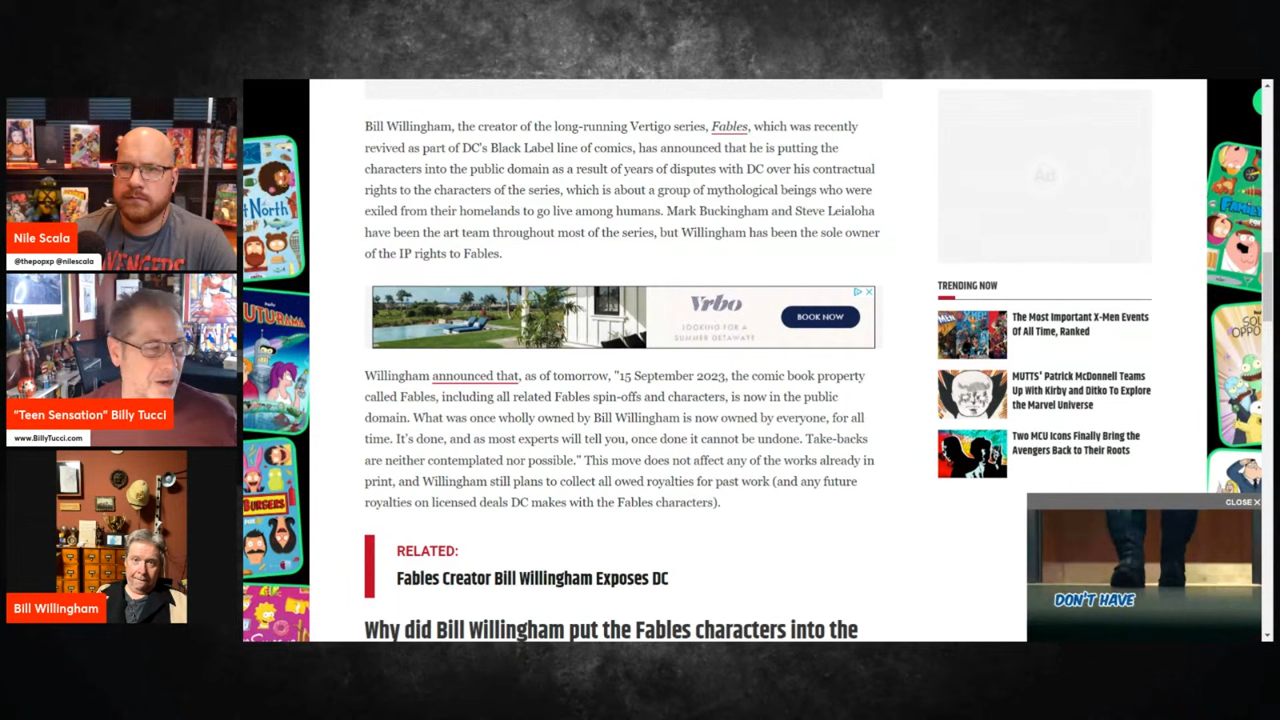 Nile Scala
@thepopxp @nilescala
"Teen Sensation" Billy Tucci
www.BillyTucci.com
Bill Willingham
Bill Willingham, the creator of the long-running Vertigo series, Fables, which was recently
revived as part of DC's Black Label line of comics, has announced that he is putting the
characters into the public domain as a result of years of disputes with DC over his contractual
rights to the characters of the series, which is about a group of mythological beings who were
exiled from their homelands to go live among humans. Mark Buckingham and Steve Leialoha
have been the art team throughout most of the series, but Willingham has been the sole owner
of the IP rights to Fables.
Vrbo
LOOKING FOR A
SUMMER GETAWAY?
BOOK NOW
Willingham announced that, as of tomorrow, "15 September 2023, the comic book property
called Fables, including all related Fables spin-offs and characters, is now in the public
domain. What was once wholly owned by Bill Willingham is now owned by everyone, for all
time. It's done, and as most experts will tell you, once done it cannot be undone. Take-backs
are neither contemplated nor possible." This move does not affect any of the works already in
print, and Willingham still plans to collect all owed royalties for past work (and any future
royalties on licensed deals DC makes with the Fables characters).
RELATED:
Fables Creator Bill Willingham Exposes DC
Why did Bill Willingham put the Fables characters into the
Ad
TRENDING NOW
The Most Important X-Men Events
Of All Time, Ranked
MUTTS' Patrick McDonnell Teams
Up With Kirby and Ditko To Explore
the Marvel Universe
Two MCU Icons Finally Bring the
Avengers Back to Their Roots
CLOSE X
DON'T HAVE
UTURAMA
BURGERS